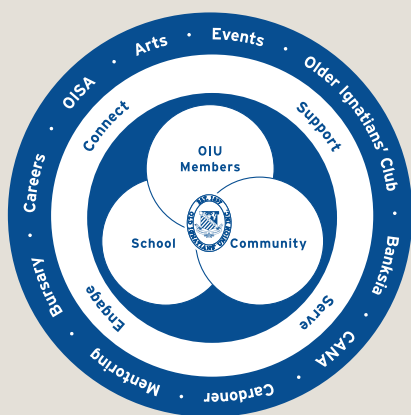 Events
Older Ignatians' Club
Banksia
CANA
Cardoner
Mentoring
Bursary
Careers
OISA
Arts
Connect
Support
Serve
Engage
OIU
Members
School
Community